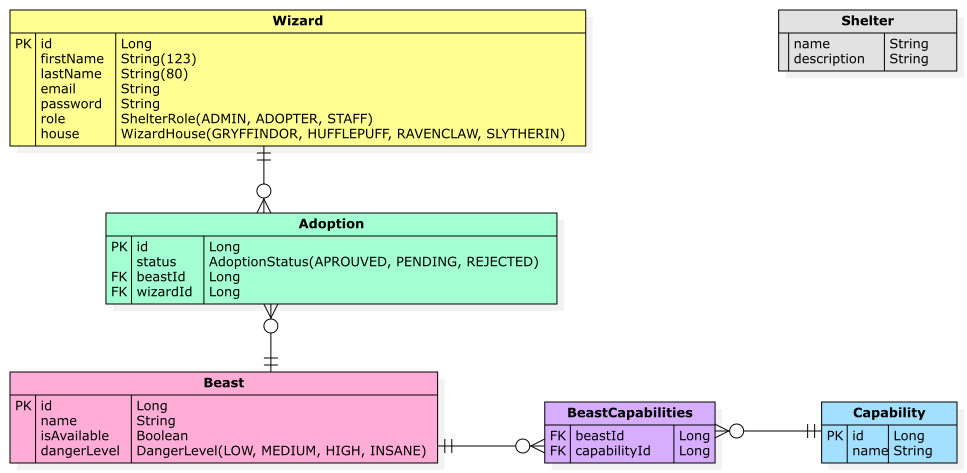 Wizard
PK id Long
firstName String(123)
lastName String(80)
email String
password String
role ShelterRole(ADMIN, ADOPTER, STAFF)
house WizardHouse(GRYFFINDOR, HUFFLEPUFF, RAVENCLAW, SLYTHERIN)
Shelter
name String
description String
Adoption
PK id Long
status AdoptionStatus(APROUVED, PENDING, REJECTED)
FK beastId Long
FK wizardId Long
Beast
PK id Long
name String
isAvailable Boolean
dangerLevel DangerLevel(LOW, MEDIUM, HIGH, INSANE)
BeastCapabilities
FK beastId Long
FK capabilityId Long
Capability
PK id Long
name String